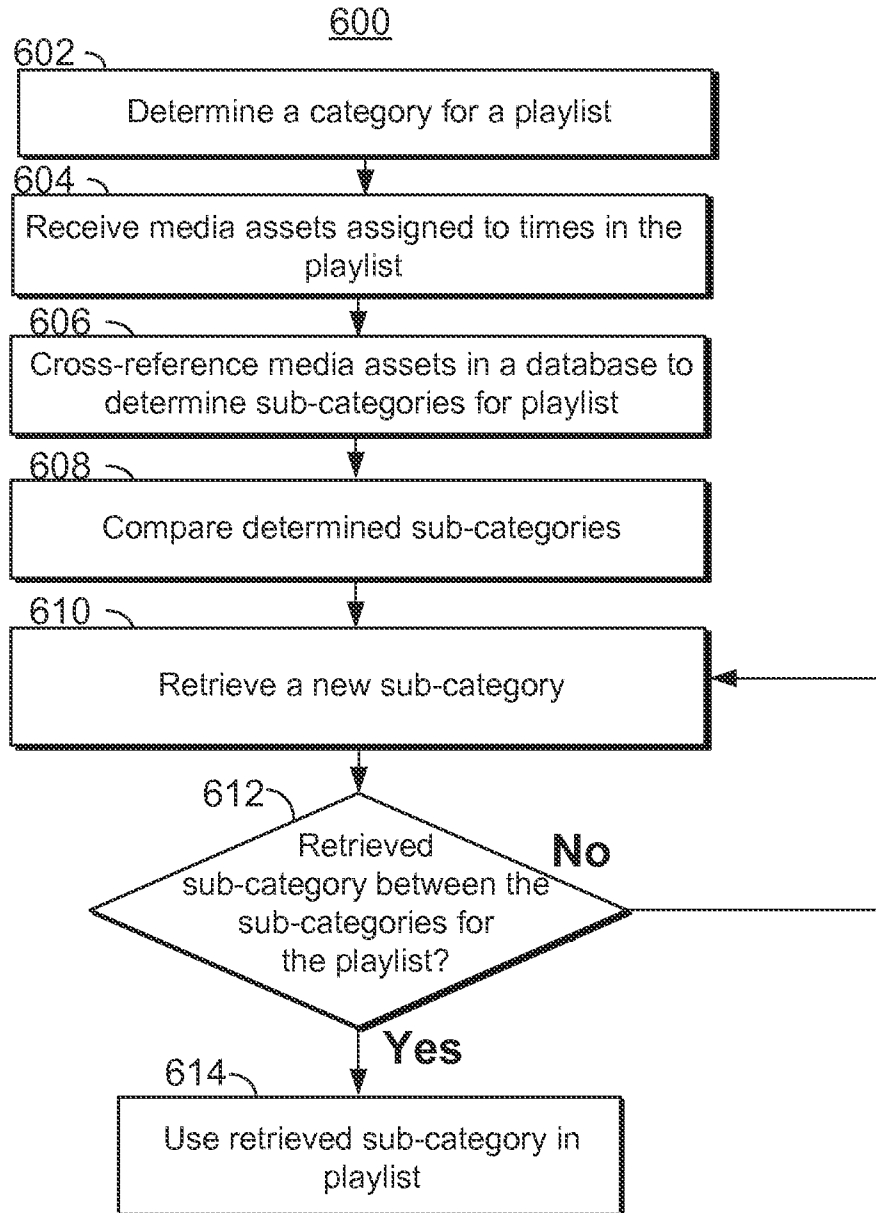 600
602
Determine a category for a playlist
604
Receive media assets assigned to times in the
playlist
606
Cross-reference media assets in a database to
determine sub-categories for playlist
608
Compare determined sub-categories
610
Retrieve a new sub-category
612
Retrieved
sub-category between the
sub-categories for
the playlist?
No
Yes
614
Use retrieved sub-category in
playlist